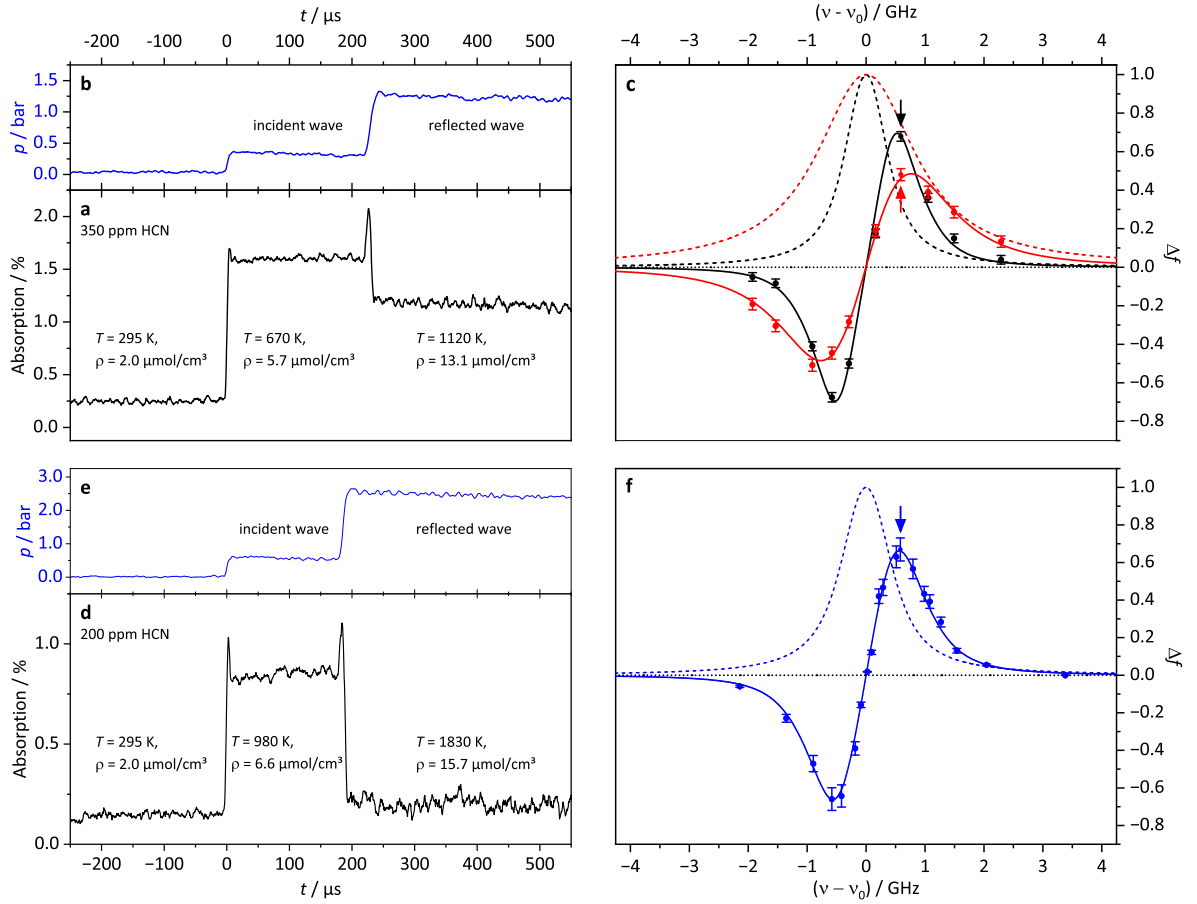 t / µs
-200 -100 0 100 200 300 400 500
b
p / bar
1.5
1.0
0.5
0.0
incident wave
reflected wave
a
350 ppm HCN
Absorption / %
2.0
1.5
1.0
0.5
0.0
T = 295 K,
ρ = 2.0 µmol/cm³
T = 670 K,
ρ = 5.7 µmol/cm³
T = 1120 K,
ρ = 13.1 µmol/cm³
(ν - ν₀) / GHz
−4 −3 −2 −1 0 1 2 3 4
c
1.0
0.8
0.6
0.4
0.2
0.0
−0.2
−0.4
−0.6
−0.8
Δf
e
p / bar
3.0
2.0
1.0
0.0
incident wave
reflected wave
d
200 ppm HCN
Absorption / %
1.0
0.5
0.0
T = 295 K,
ρ = 2.0 µmol/cm³
T = 980 K,
ρ = 6.6 µmol/cm³
T = 1830 K,
ρ = 15.7 µmol/cm³
−200 −100 0 100 200 300 400 500
t / µs
f
1.0
0.8
0.6
0.4
0.2
0.0
−0.2
−0.4
−0.6
−0.8
Δf
−4 −3 −2 −1 0 1 2 3 4
(ν − ν₀) / GHz